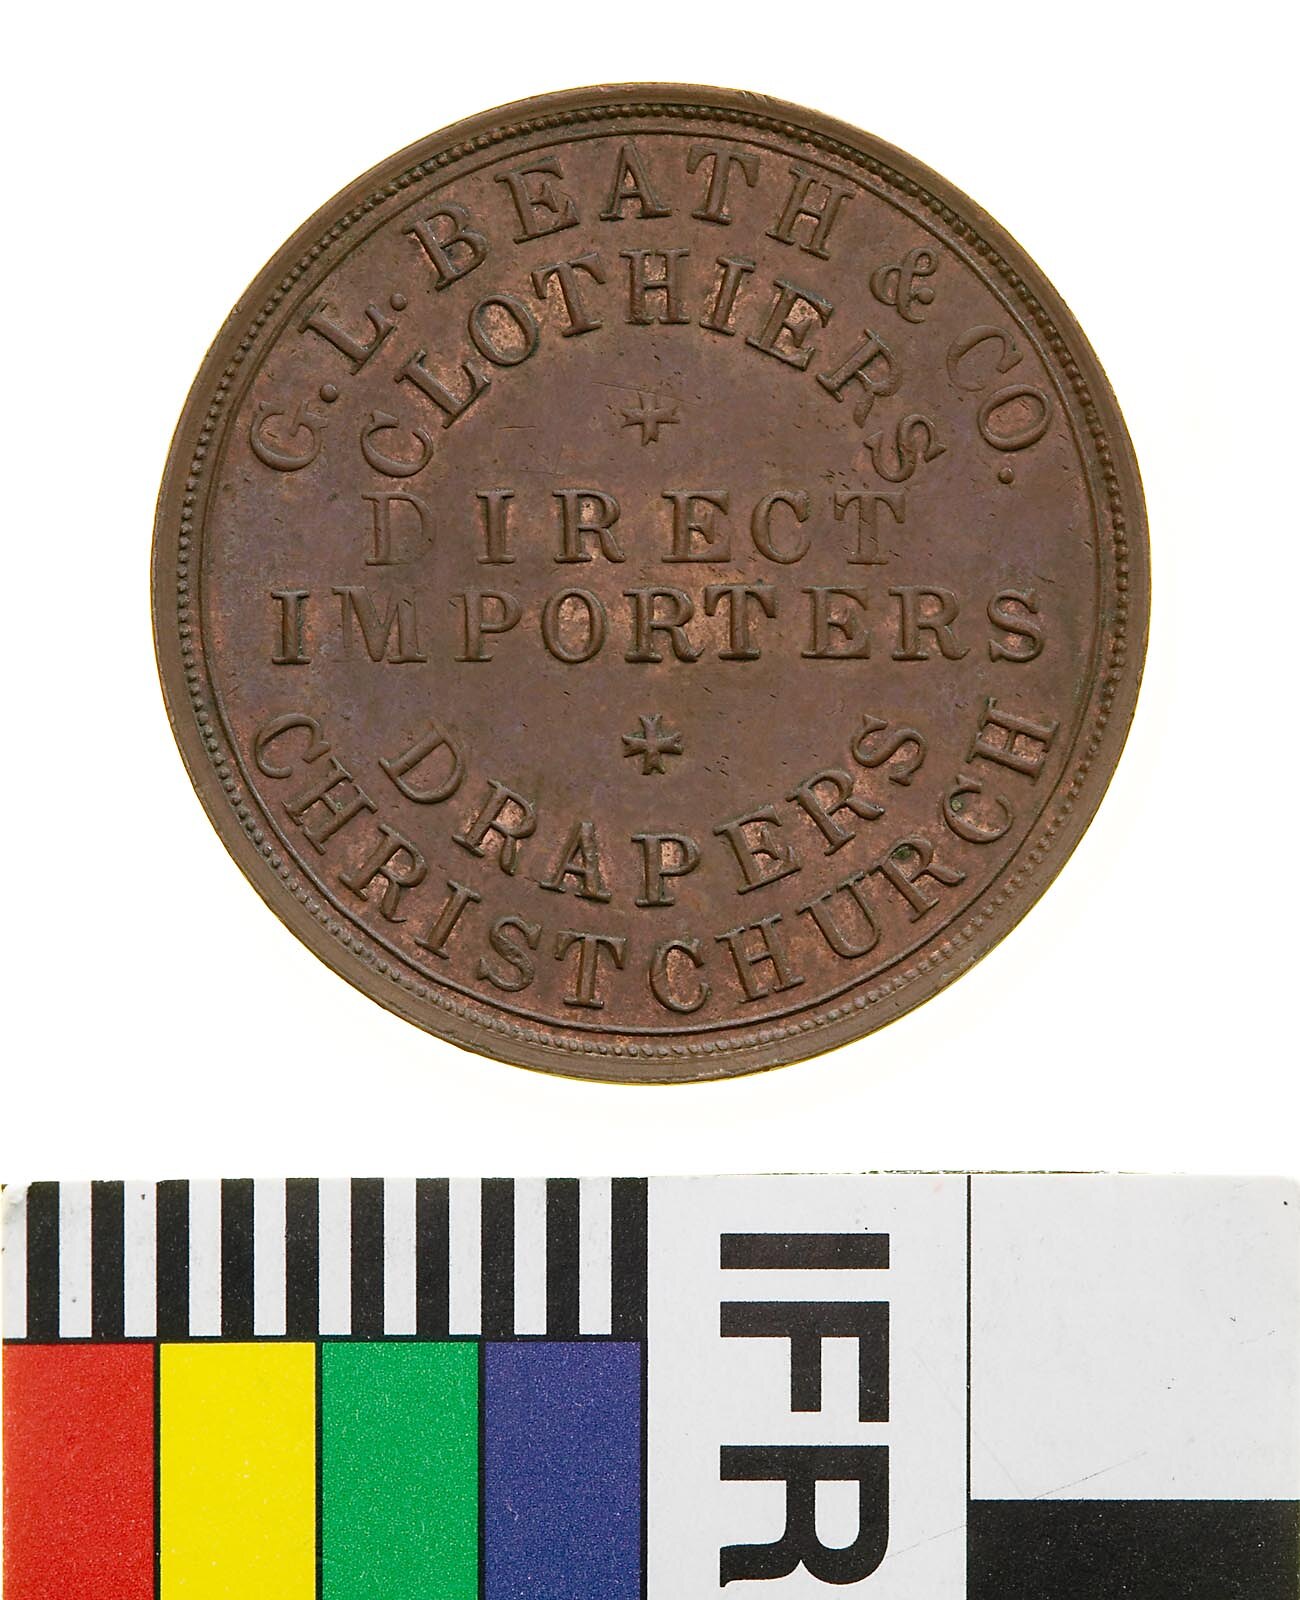 G. L. BEATH & CO.
CLOTHIERS
DIRECT
IMPORTERS
DRAPERS
CHRISTCHURCH
IFR